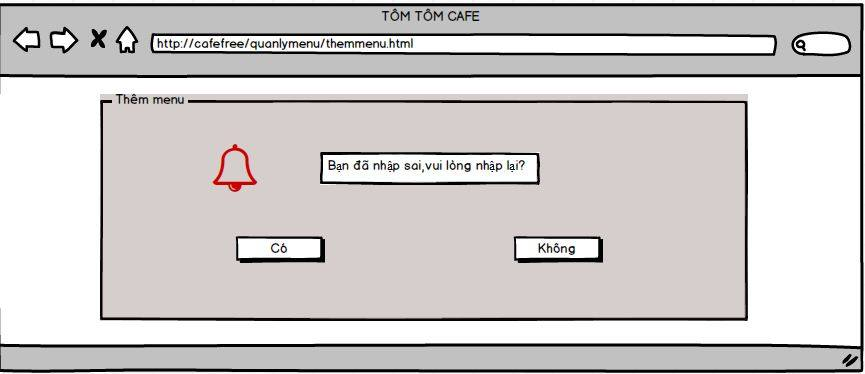 TÔM TÔM CAFE
http://cafefree/quanlymenu/themmenu.html
Thêm menu
Bạn đã nhập sai,vui lòng nhập lại?
Có
Không